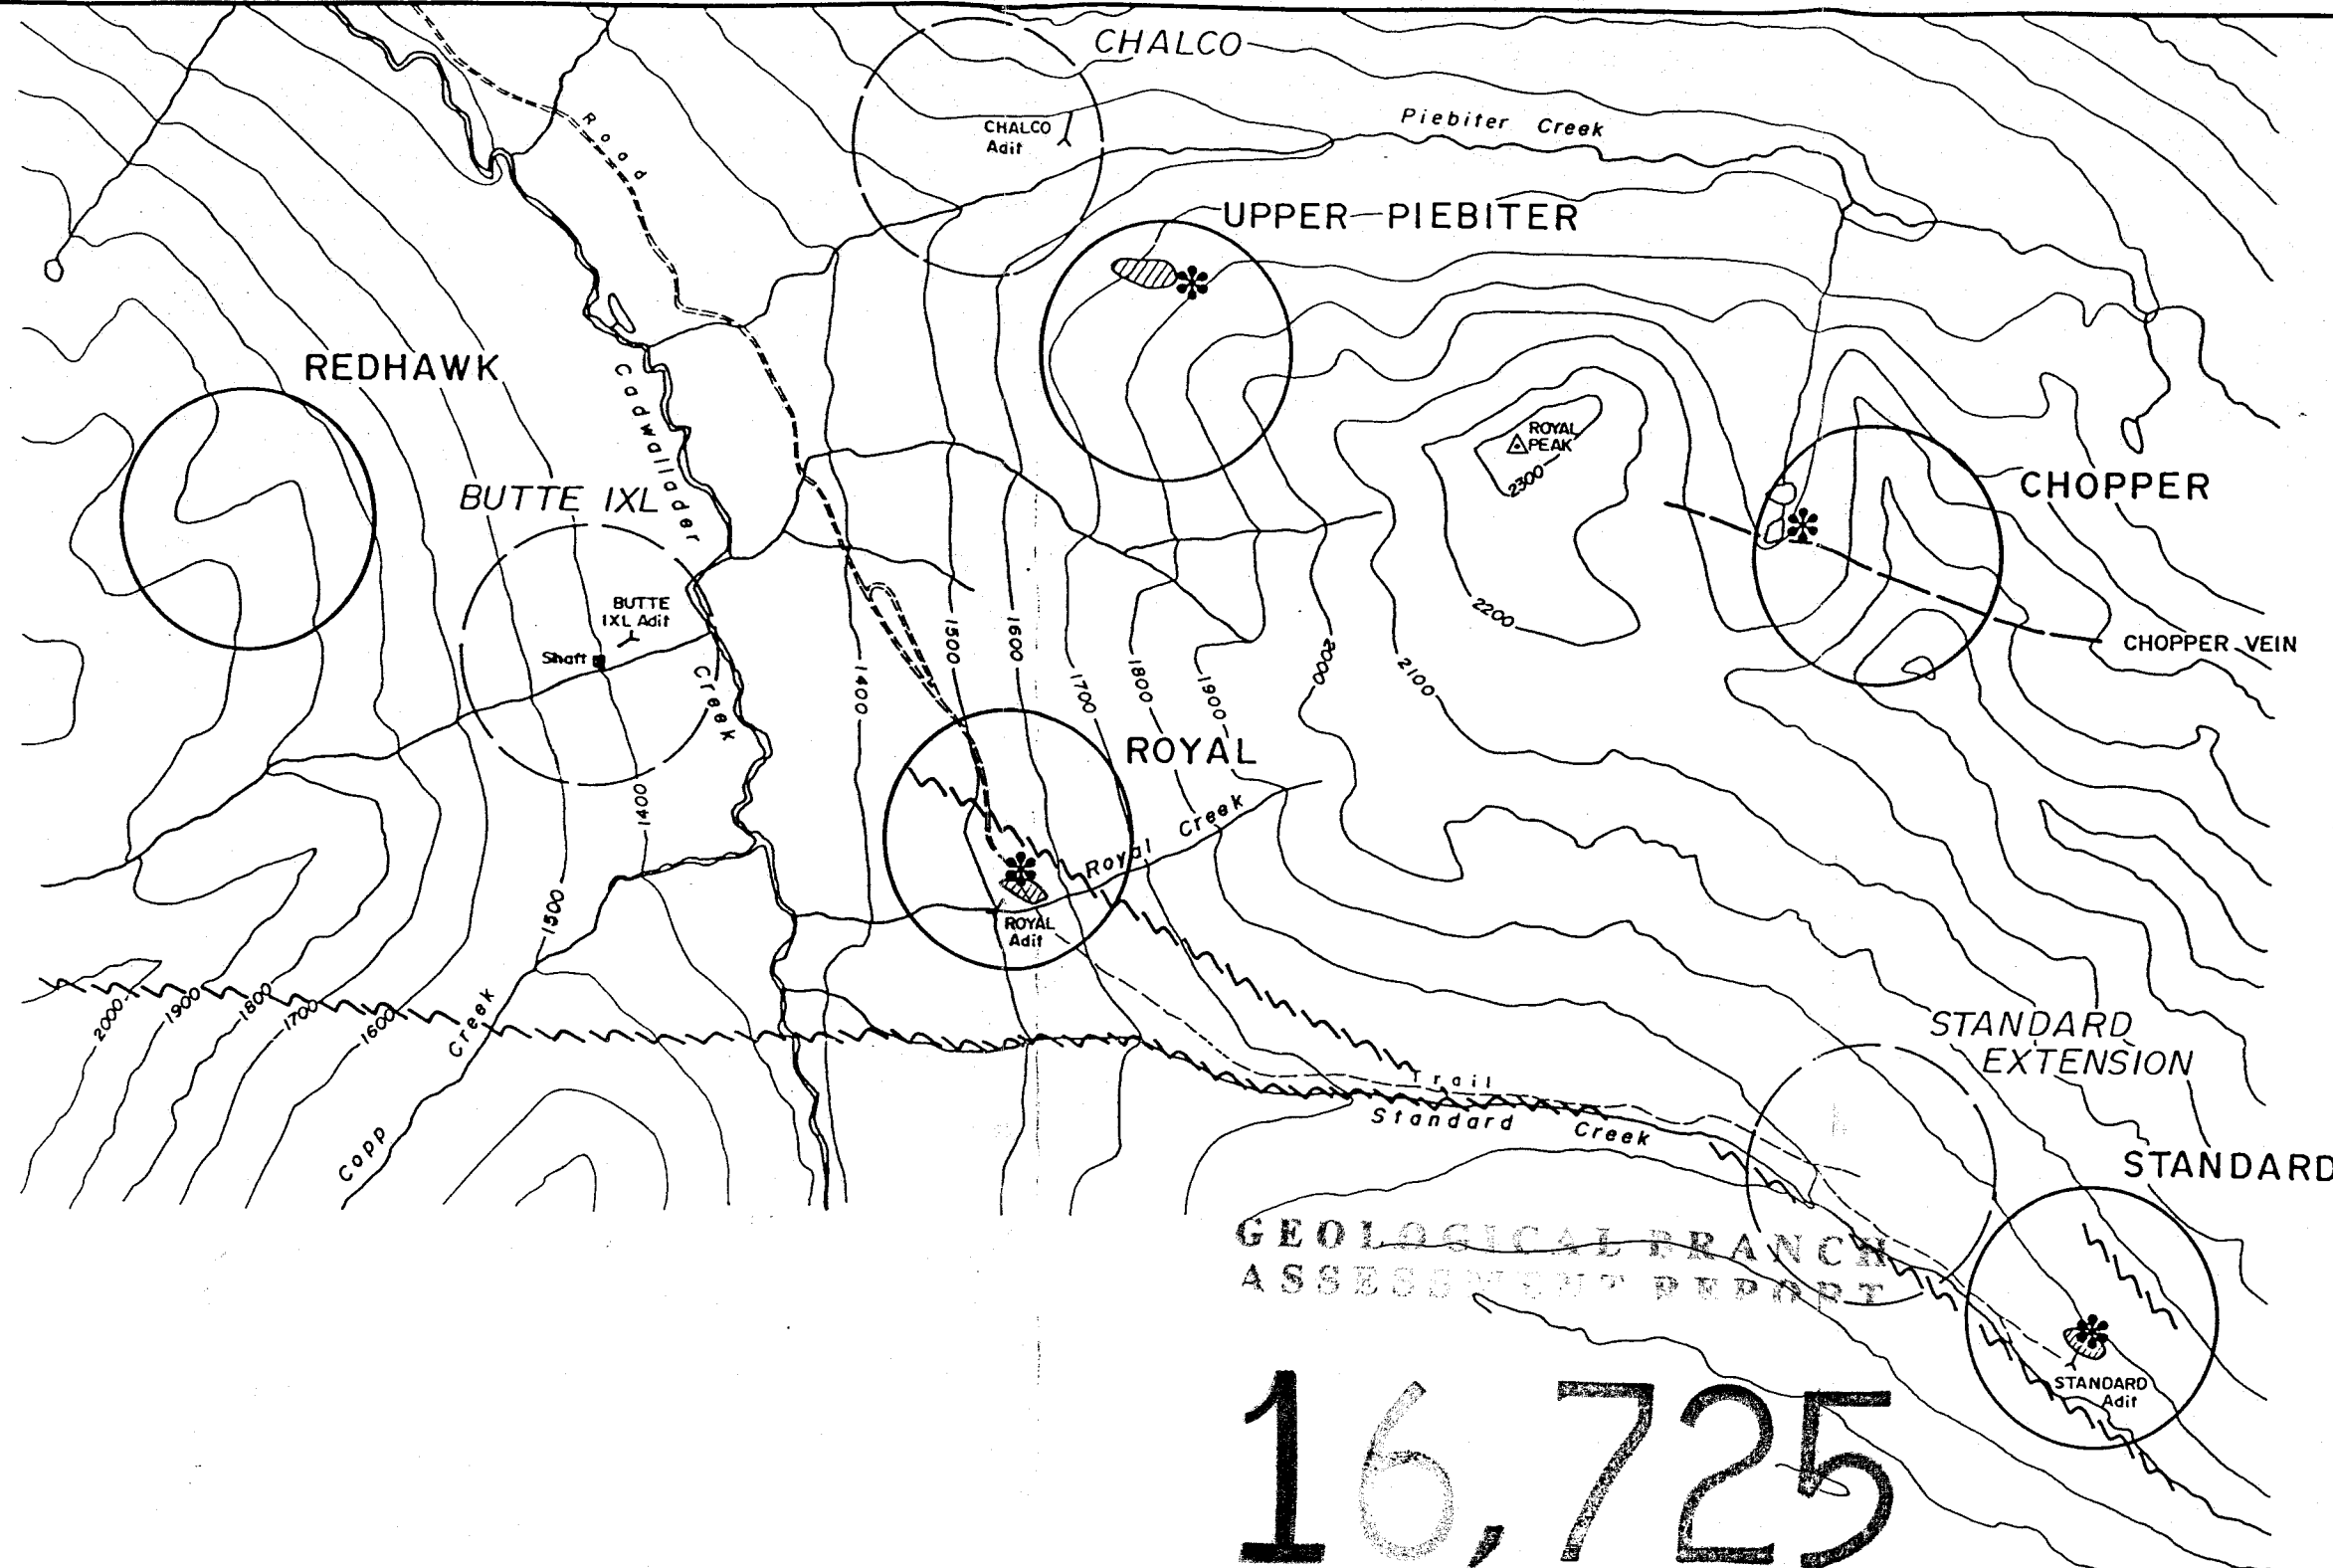 CHALCO
Piebiter Creek
Road
CHALCO
Adit
UPPER-PIEBITER
REDHAWK
Cadwallader
Creek
ROYAL
PEAK
2300
CHOPPER
BUTTE IXL
BUTTE
IXL Adit
Shaft
2200
CHOPPER VEIN
1400
1500
1600
1700
1800
1900
2000
2100
ROYAL
Royal Creek
1400
1500
ROYAL
Adit
2000
1900
1800
1700
1600
Copp Creek
STANDARD
EXTENSION
Trail
Standard Creek
STANDARD
GEOLOGICAL BRANCH
ASSESSMENT REPORT
STANDARD
Adit
16,725